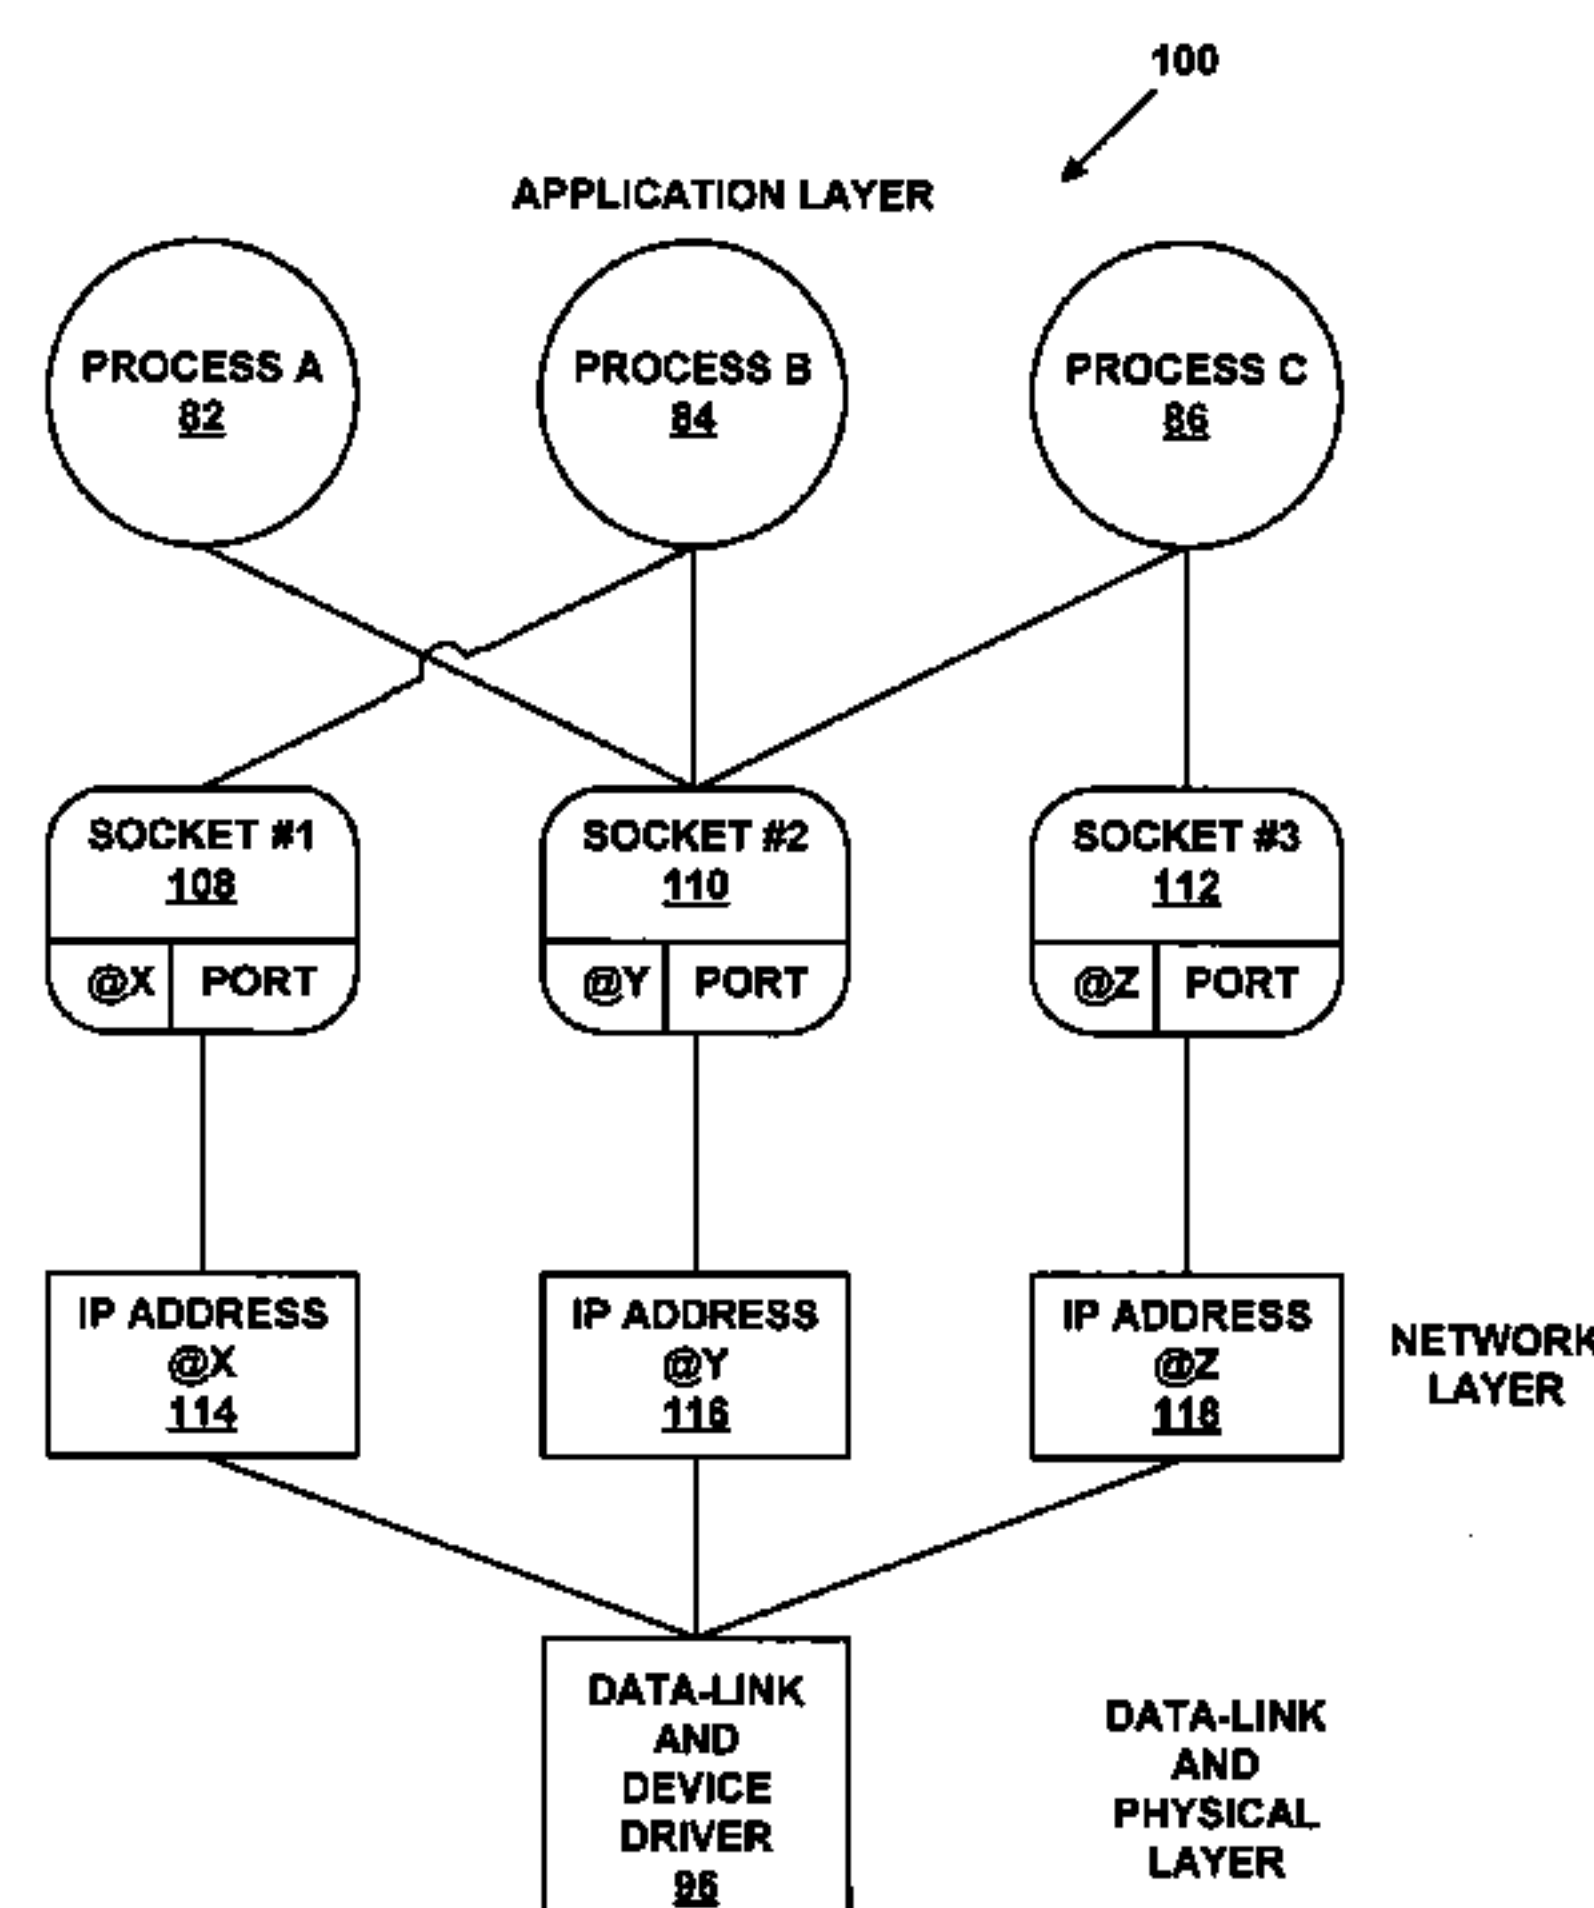 100
APPLICATION LAYER
PROCESS A
82
PROCESS B
84
PROCESS C
86
SOCKET #1
108
@X PORT
SOCKET #2
110
@Y PORT
SOCKET #3
112
@Z PORT
IP ADDRESS
@X
114
IP ADDRESS
@Y
116
IP ADDRESS
@Z
118
NETWORK
LAYER
DATA-LINK
AND
DEVICE
DRIVER
96
DATA-LINK
AND
PHYSICAL
LAYER